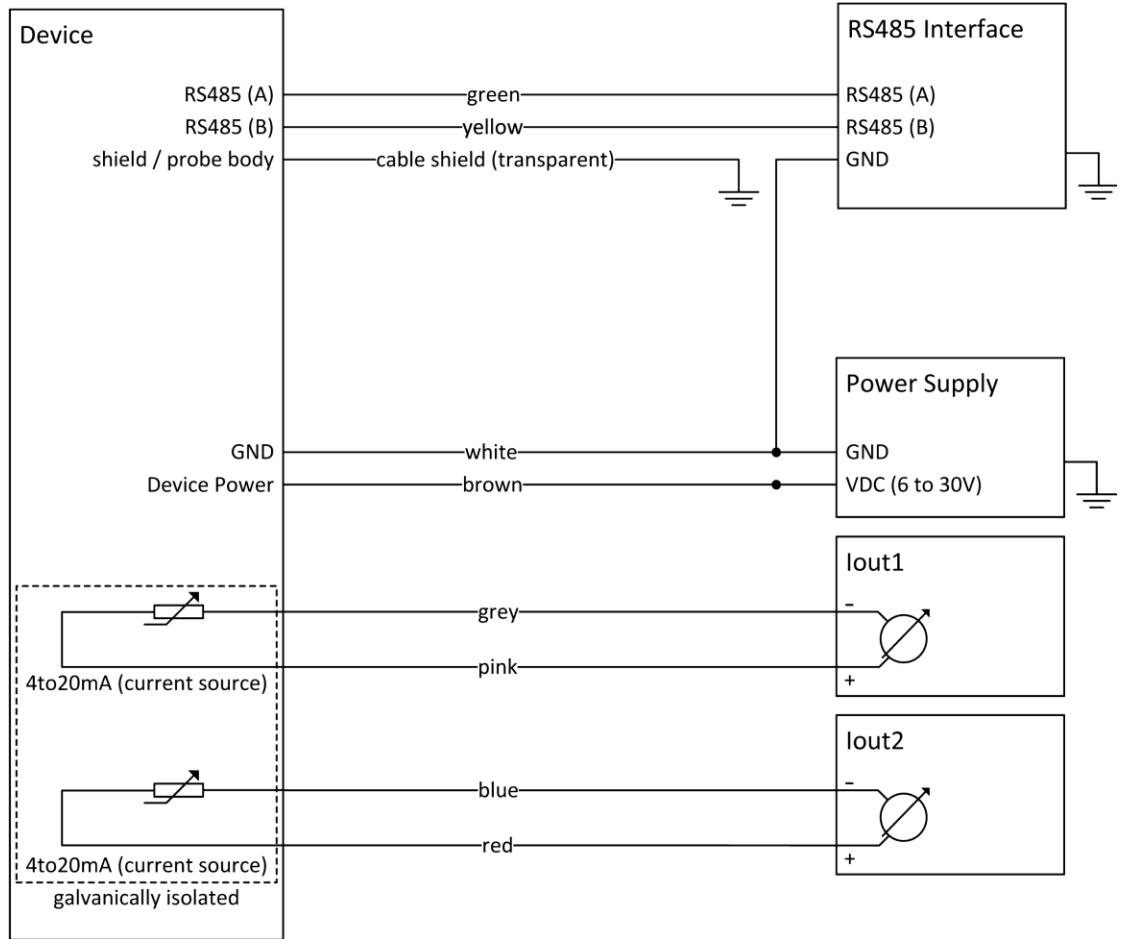 Device
RS485 Interface
RS485 (A)
green
RS485 (A)
RS485 (B)
yellow
RS485 (B)
shield / probe body
cable shield (transparent)
GND
Power Supply
GND
white
GND
Device Power
brown
VDC (6 to 30V)
Iout1
–
grey
pink
4to20mA (current source)
+
Iout2
–
blue
red
4to20mA (current source)
+
galvanically isolated